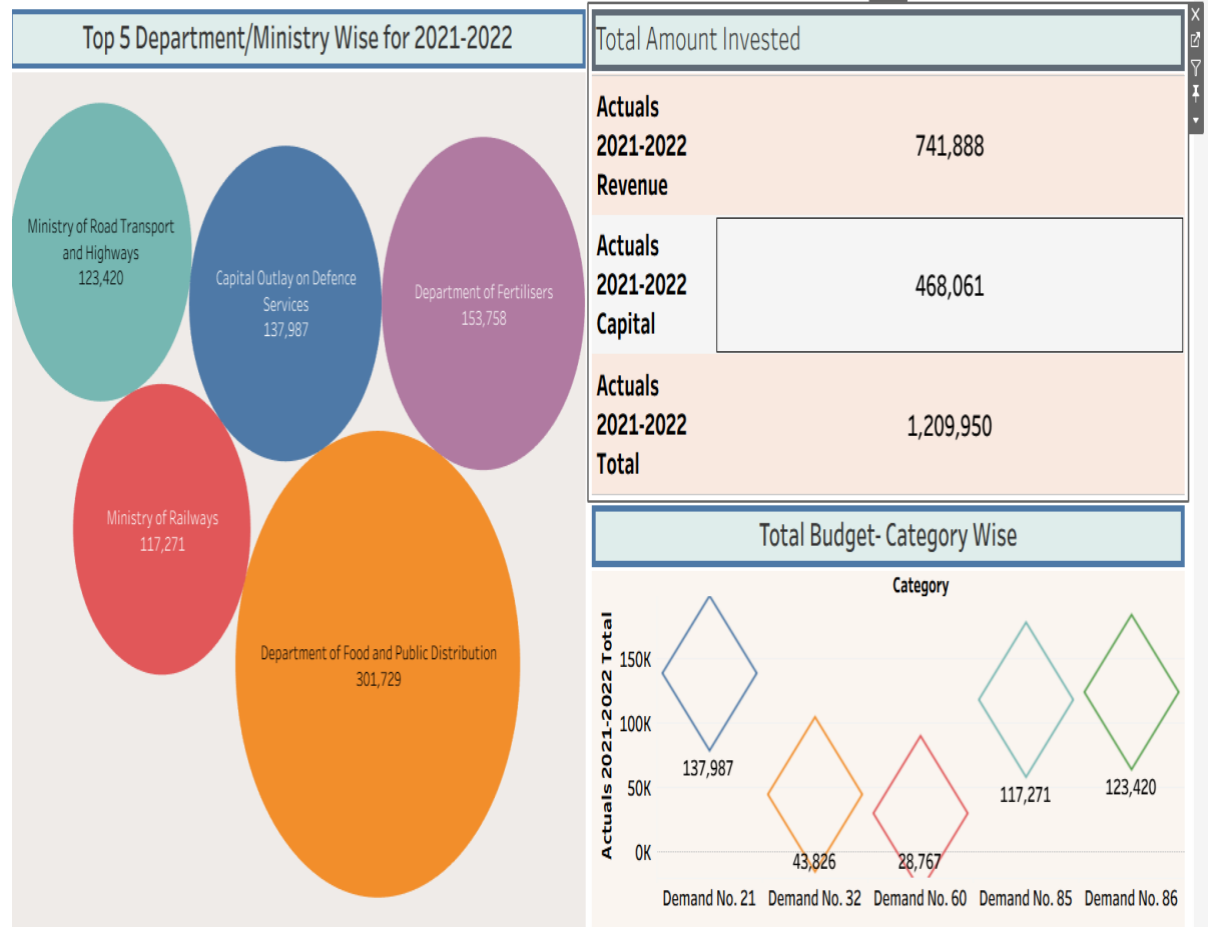 Top 5 Department/Ministry Wise for 2021-2022
Ministry of Road Transport
and Highways
123,420
Capital Outlay on Defence
Services
137,987
Department of Fertilisers
153,758
Ministry of Railways
117,271
Department of Food and Public Distribution
301,729
Total Amount Invested
Actuals
2021-2022
Revenue
741,888
Actuals
2021-2022
Capital
468,061
Actuals
2021-2022
Total
1,209,950
Total Budget- Category Wise
Category
Actuals 2021-2022 Total
150K
100K
50K
0K
137,987
43,826
28,767
117,271
123,420
Demand No. 21
Demand No. 32
Demand No. 60
Demand No. 85
Demand No. 86